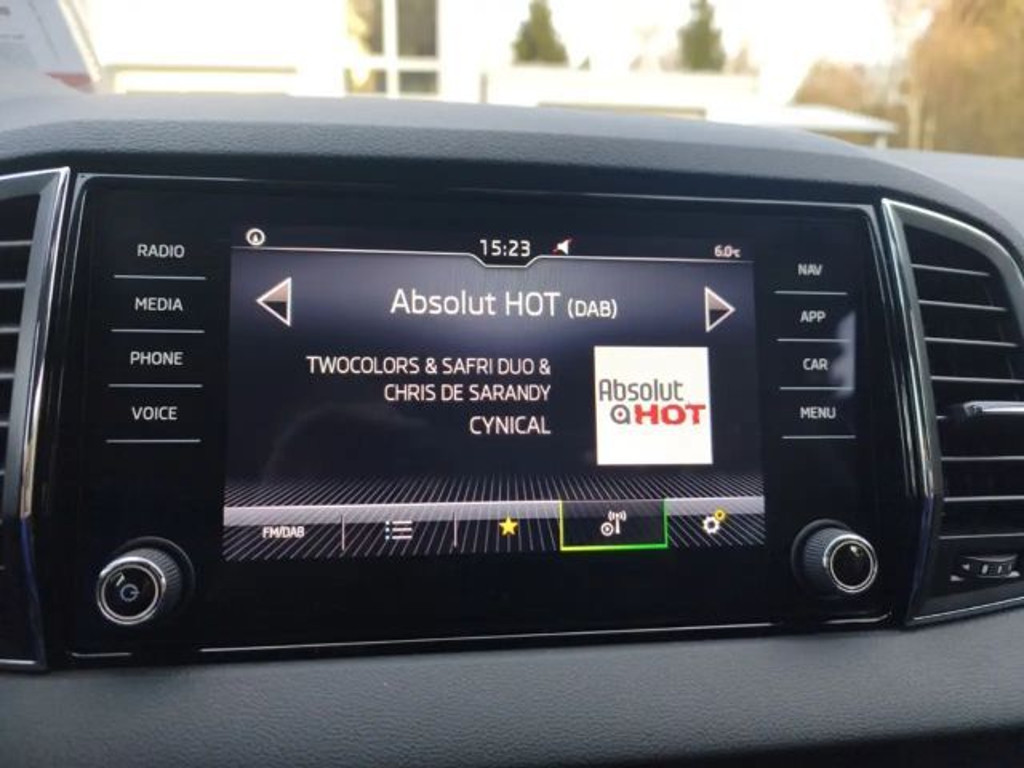 15:23
6.0°C
RADIO
MEDIA
PHONE
VOICE
Absolut HOT (DAB)
TWOCOLORS & SAFRI DUO &
CHRIS DE SARANDY
CYNICAL
Absolut
HOT
FM/DAB
NAV
APP
CAR
MENU